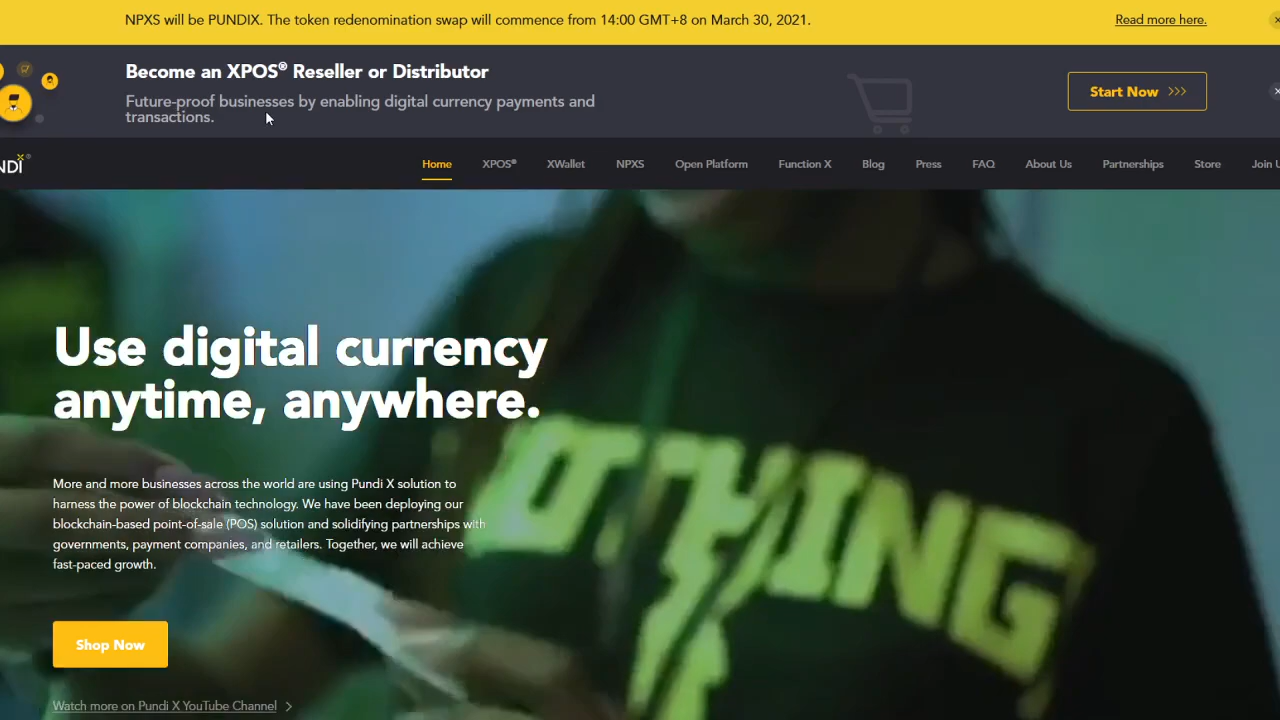 NPXS will be PUNDIX. The token redenomination swap will commence from 14:00 GMT+8 on March 30, 2021.
Read more here.
Become an XPOS® Reseller or Distributor
Future-proof businesses by enabling digital currency payments and
transactions.
Start Now
NDI X®
Home XPOS® XWallet NPXS Open Platform Function X Blog Press FAQ About Us Partnerships Store Join U
Use digital currency
anytime, anywhere.
OTHING
More and more businesses across the world are using Pundi X solution to
harness the power of blockchain technology. We have been deploying our
blockchain-based point-of-sale (POS) solution and solidifying partnerships with
governments, payment companies, and retailers. Together, we will achieve
fast-paced growth.
Shop Now
Watch more on Pundi X YouTube Channel